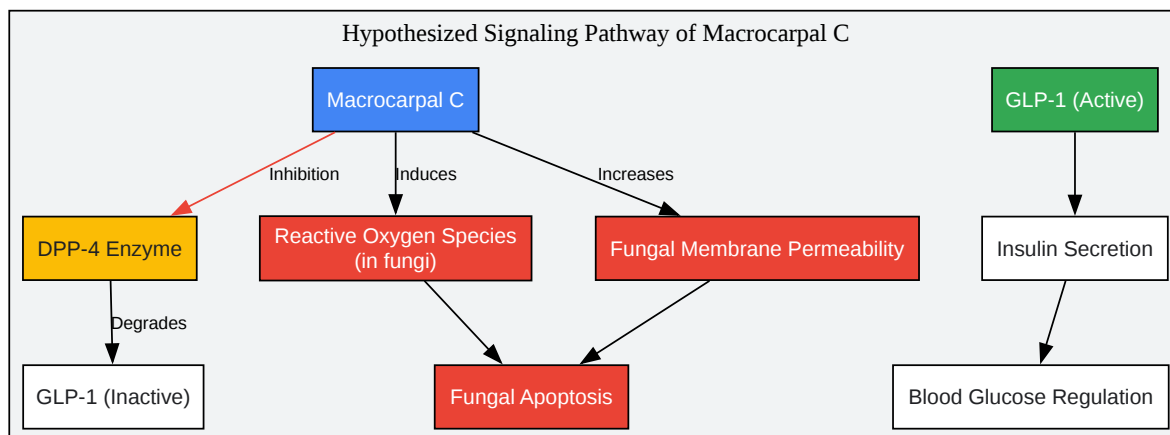 Hypothesized Signaling Pathway of Macrocarpal C
Macrocarpal C
GLP-1 (Active)
Inhibition
Induces
Increases
DPP-4 Enzyme
Reactive Oxygen Species
(in fungi)
Fungal Membrane Permeability
Insulin Secretion
Degrades
GLP-1 (Inactive)
Fungal Apoptosis
Blood Glucose Regulation